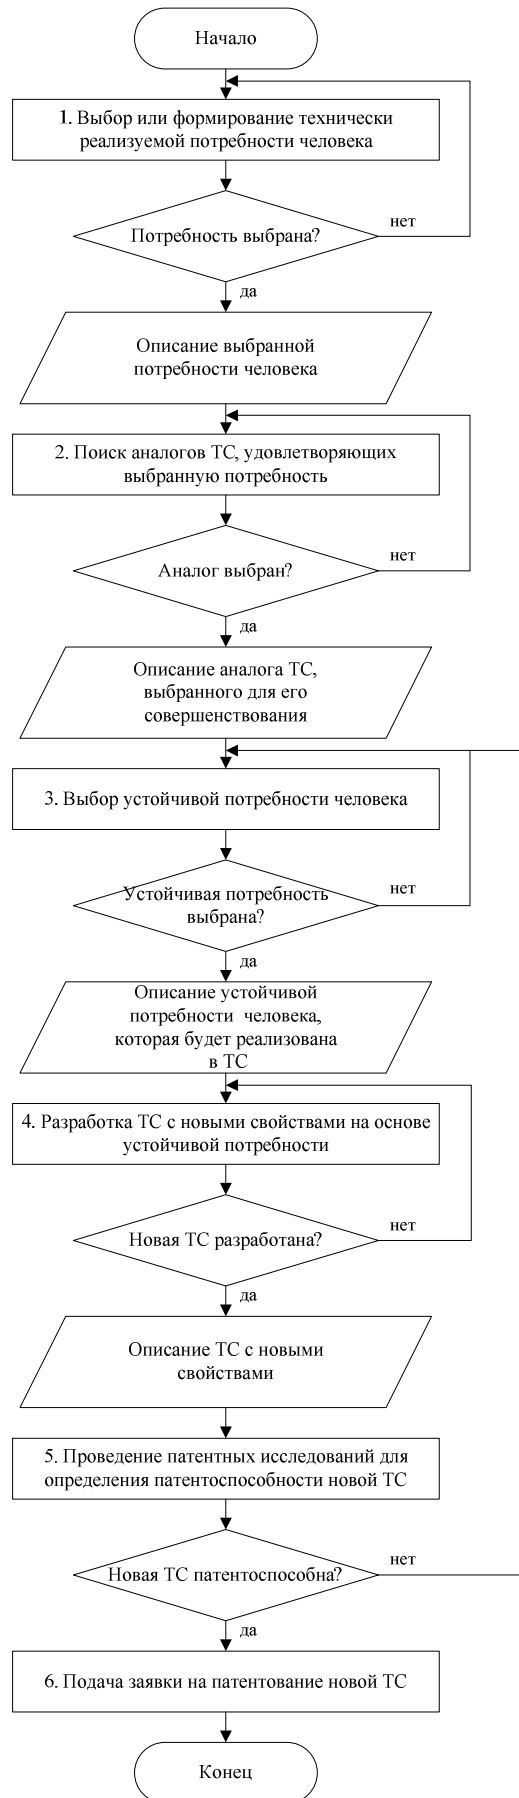 Начало
1. Выбор или формирование технически
реализуемой потребности человека
Потребность выбрана?
нет
да
Описание выбранной
потребности человека
2. Поиск аналогов ТС, удовлетворяющих
выбранную потребность
Аналог выбран?
нет
да
Описание аналога ТС,
выбранного для его
совершенствования
3. Выбор устойчивой потребности человека
Устойчивая потребность
выбрана?
нет
да
Описание устойчивой
потребности человека,
которая будет реализована
в ТС
4. Разработка ТС с новыми свойствами на основе
устойчивой потребности
Новая ТС разработана?
нет
да
Описание ТС с новыми
свойствами
5. Проведение патентных исследований для
определения патентоспособности новой ТС
Новая ТС патентоспособна?
нет
да
6. Подача заявки на патентование новой ТС
Конец